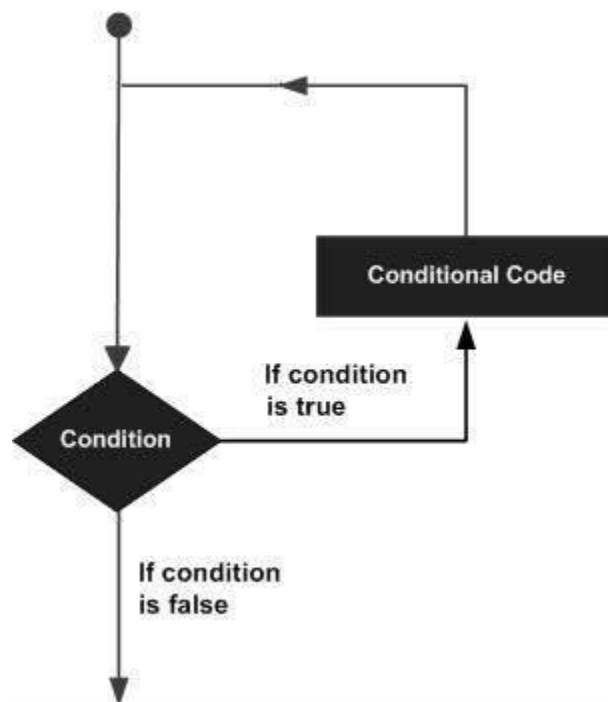 Conditional Code
If condition
is true
Condition
If condition
is false